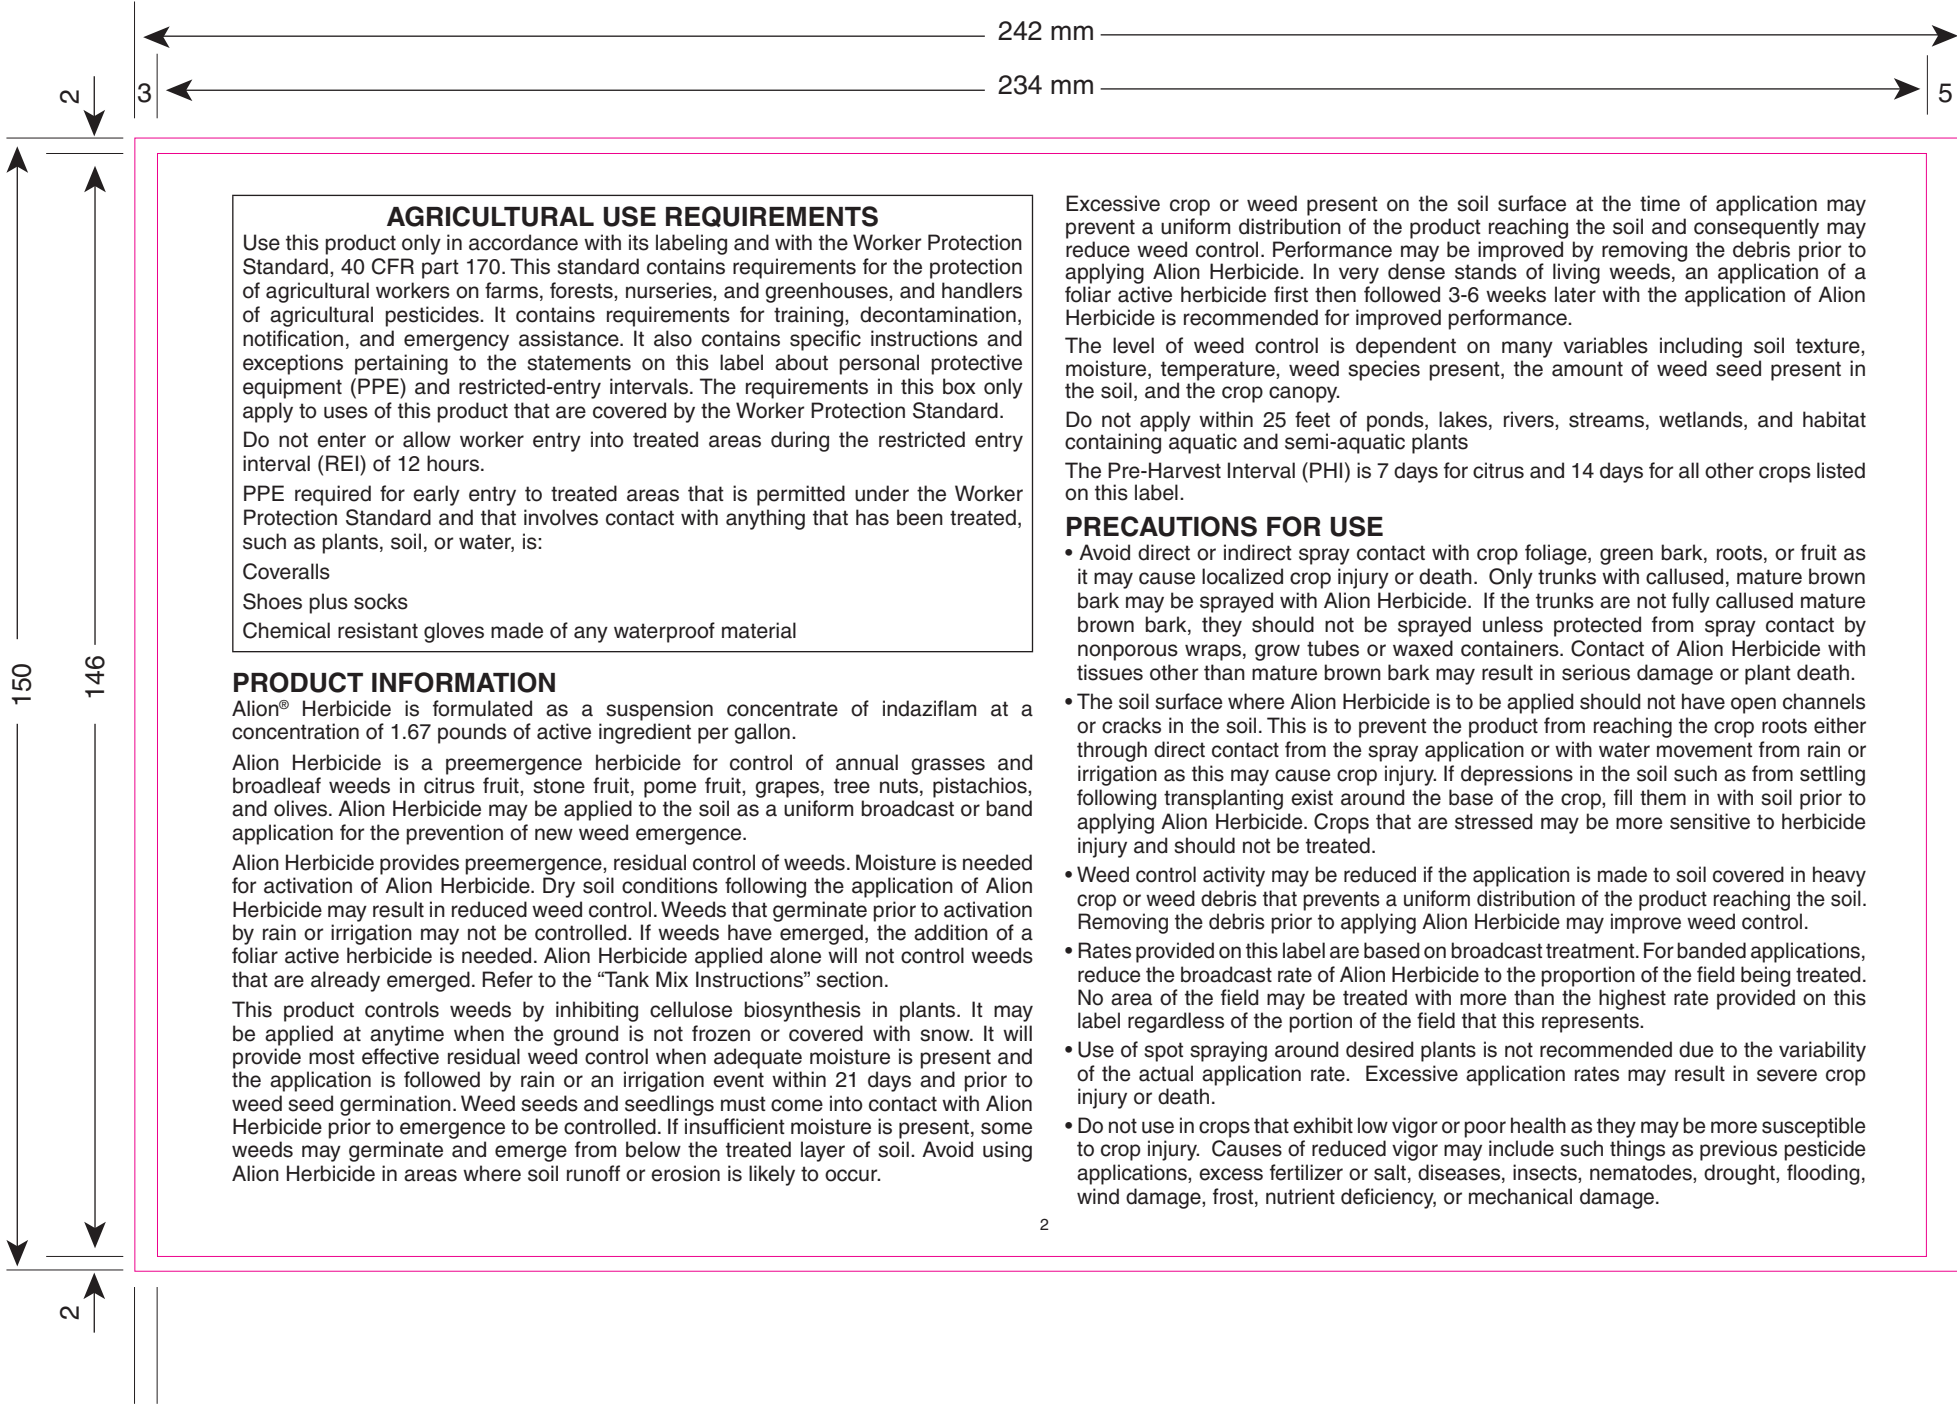 242 mm
234 mm
3
5
2
150
146
2
AGRICULTURAL USE REQUIREMENTS
Use this product only in accordance with its labeling and with the Worker Protection
Standard, 40 CFR part 170. This standard contains requirements for the protection
of agricultural workers on farms, forests, nurseries, and greenhouses, and handlers
of agricultural pesticides. It contains requirements for training, decontamination,
notification, and emergency assistance. It also contains specific instructions and
exceptions pertaining to the statements on this label about personal protective
equipment (PPE) and restricted-entry intervals. The requirements in this box only
apply to uses of this product that are covered by the Worker Protection Standard.
Do not enter or allow worker entry into treated areas during the restricted entry
interval (REI) of 12 hours.
PPE required for early entry to treated areas that is permitted under the Worker
Protection Standard and that involves contact with anything that has been treated,
such as plants, soil, or water, is:
Coveralls
Shoes plus socks
Chemical resistant gloves made of any waterproof material
PRODUCT INFORMATION
Alion® Herbicide is formulated as a suspension concentrate of indaziflam at a
concentration of 1.67 pounds of active ingredient per gallon.
Alion Herbicide is a preemergence herbicide for control of annual grasses and
broadleaf weeds in citrus fruit, stone fruit, pome fruit, grapes, tree nuts, pistachios,
and olives. Alion Herbicide may be applied to the soil as a uniform broadcast or band
application for the prevention of new weed emergence.
Alion Herbicide provides preemergence, residual control of weeds. Moisture is needed
for activation of Alion Herbicide. Dry soil conditions following the application of Alion
Herbicide may result in reduced weed control. Weeds that germinate prior to activation
by rain or irrigation may not be controlled. If weeds have emerged, the addition of a
foliar active herbicide is needed. Alion Herbicide applied alone will not control weeds
that are already emerged. Refer to the “Tank Mix Instructions” section.
This product controls weeds by inhibiting cellulose biosynthesis in plants. It may
be applied at anytime when the ground is not frozen or covered with snow. It will
provide most effective residual weed control when adequate moisture is present and
the application is followed by rain or an irrigation event within 21 days and prior to
weed seed germination. Weed seeds and seedlings must come into contact with Alion
Herbicide prior to emergence to be controlled. If insufficient moisture is present, some
weeds may germinate and emerge from below the treated layer of soil. Avoid using
Alion Herbicide in areas where soil runoff or erosion is likely to occur.
Excessive crop or weed present on the soil surface at the time of application may
prevent a uniform distribution of the product reaching the soil and consequently may
reduce weed control. Performance may be improved by removing the debris prior to
applying Alion Herbicide. In very dense stands of living weeds, an application of a
foliar active herbicide first then followed 3-6 weeks later with the application of Alion
Herbicide is recommended for improved performance.
The level of weed control is dependent on many variables including soil texture,
moisture, temperature, weed species present, the amount of weed seed present in
the soil, and the crop canopy.
Do not apply within 25 feet of ponds, lakes, rivers, streams, wetlands, and habitat
containing aquatic and semi-aquatic plants
The Pre-Harvest Interval (PHI) is 7 days for citrus and 14 days for all other crops listed
on this label.
PRECAUTIONS FOR USE
• Avoid direct or indirect spray contact with crop foliage, green bark, roots, or fruit as
it may cause localized crop injury or death. Only trunks with callused, mature brown
bark may be sprayed with Alion Herbicide. If the trunks are not fully callused mature
brown bark, they should not be sprayed unless protected from spray contact by
nonporous wraps, grow tubes or waxed containers. Contact of Alion Herbicide with
tissues other than mature brown bark may result in serious damage or plant death.
• The soil surface where Alion Herbicide is to be applied should not have open channels
or cracks in the soil. This is to prevent the product from reaching the crop roots either
through direct contact from the spray application or with water movement from rain or
irrigation as this may cause crop injury. If depressions in the soil such as from settling
following transplanting exist around the base of the crop, fill them in with soil prior to
applying Alion Herbicide. Crops that are stressed may be more sensitive to herbicide
injury and should not be treated.
• Weed control activity may be reduced if the application is made to soil covered in heavy
crop or weed debris that prevents a uniform distribution of the product reaching the soil.
Removing the debris prior to applying Alion Herbicide may improve weed control.
• Rates provided on this label are based on broadcast treatment. For banded applications,
reduce the broadcast rate of Alion Herbicide to the proportion of the field being treated.
No area of the field may be treated with more than the highest rate provided on this
label regardless of the portion of the field that this represents.
• Use of spot spraying around desired plants is not recommended due to the variability
of the actual application rate. Excessive application rates may result in severe crop
injury or death.
• Do not use in crops that exhibit low vigor or poor health as they may be more susceptible
to crop injury. Causes of reduced vigor may include such things as previous pesticide
applications, excess fertilizer or salt, diseases, insects, nematodes, drought, flooding,
wind damage, frost, nutrient deficiency, or mechanical damage.
2